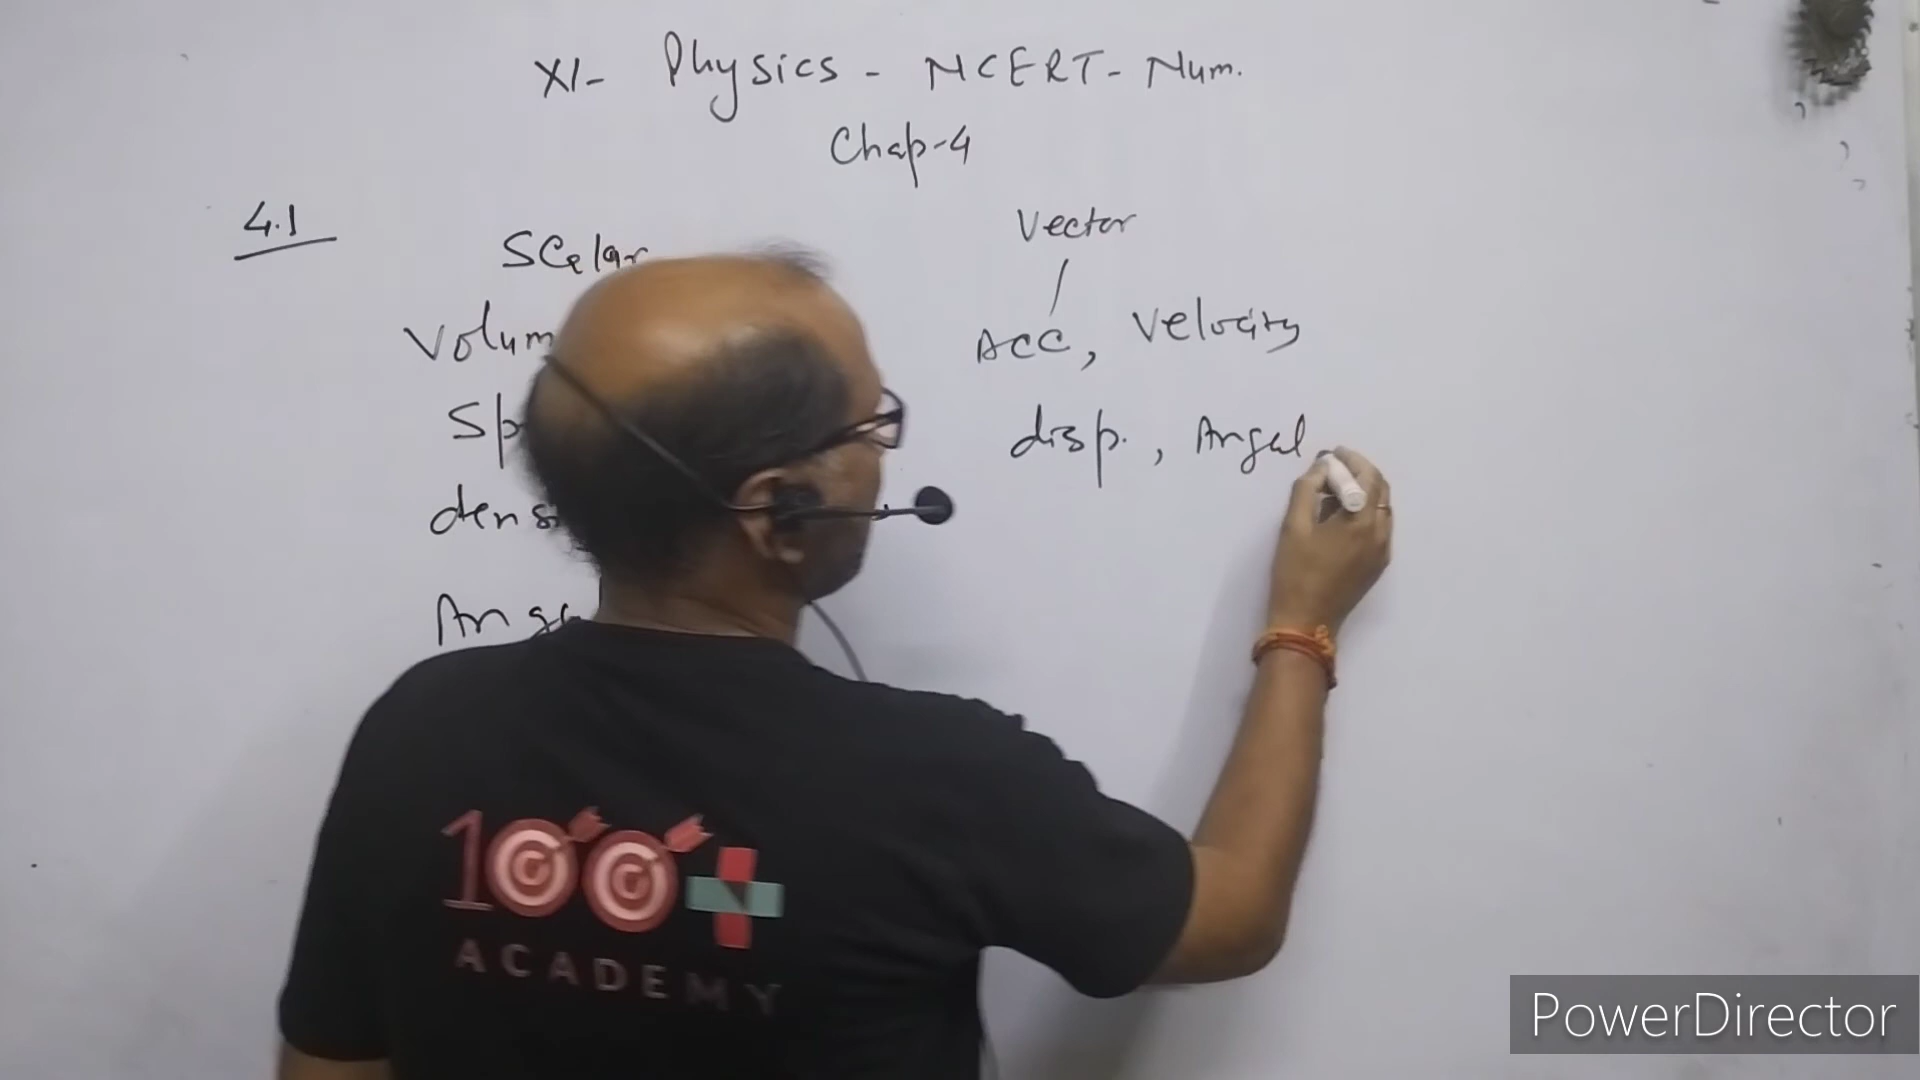 XI- Physics - NCERT- Num.
Chap-4
4.1
Scalar
Vector
Volum
ACC, Velocity
Sp
disp. , Angul
dens
Ang
100+
ACADEMY
PowerDirector